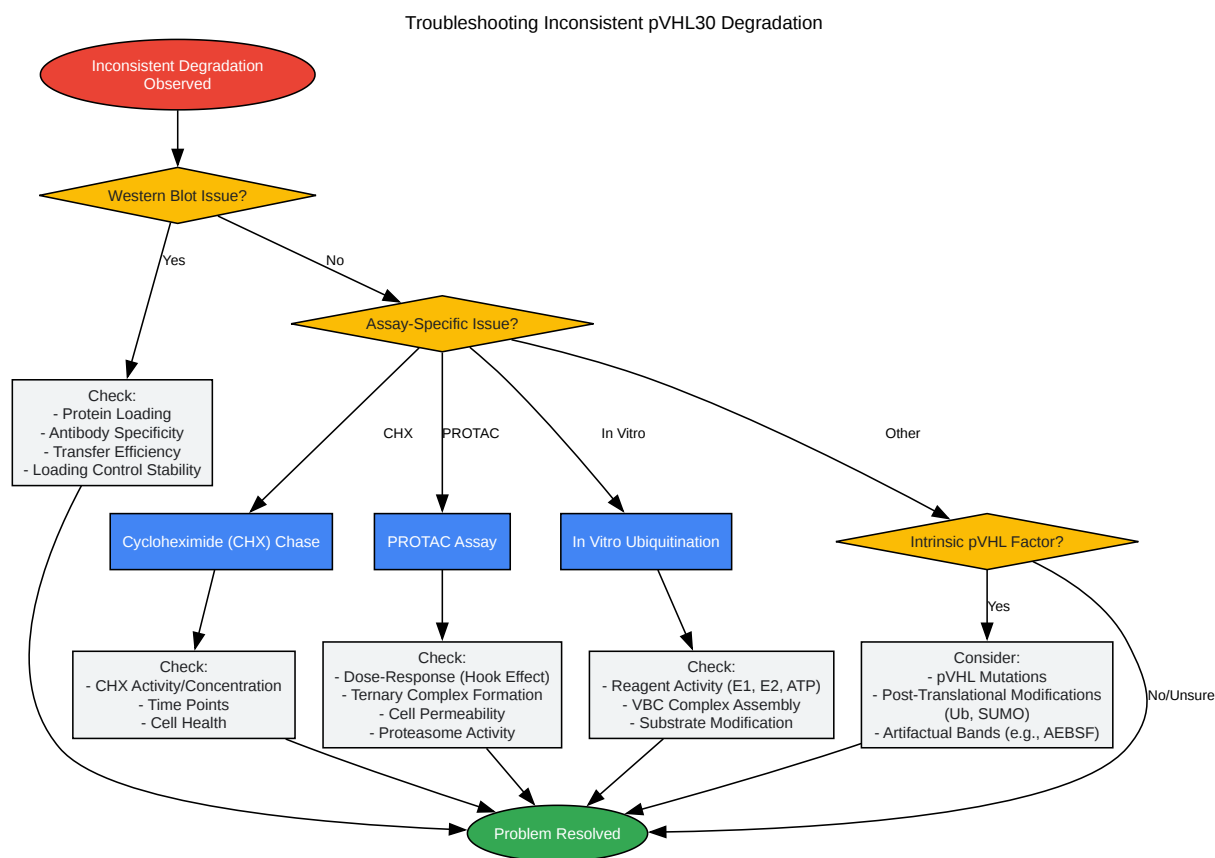 Troubleshooting Inconsistent pVHL30 Degradation
Inconsistent Degradation
Observed
Western Blot Issue?
Yes
No
Assay-Specific Issue?
Check:
- Protein Loading
- Antibody Specificity
- Transfer Efficiency
- Loading Control Stability
CHX
PROTAC
In Vitro
Other
Cycloheximide (CHX) Chase
PROTAC Assay
In Vitro Ubiquitination
Intrinsic pVHL Factor?
Yes
No/Unsure
Check:
- CHX Activity/Concentration
- Time Points
- Cell Health
Check:
- Dose-Response (Hook Effect)
- Ternary Complex Formation
- Cell Permeability
- Proteasome Activity
Check:
- Reagent Activity (E1, E2, ATP)
- VBC Complex Assembly
- Substrate Modification
Consider:
- pVHL Mutations
- Post-Translational Modifications
(Ub, SUMO)
- Artifactual Bands (e.g., AEBSF)
Problem Resolved